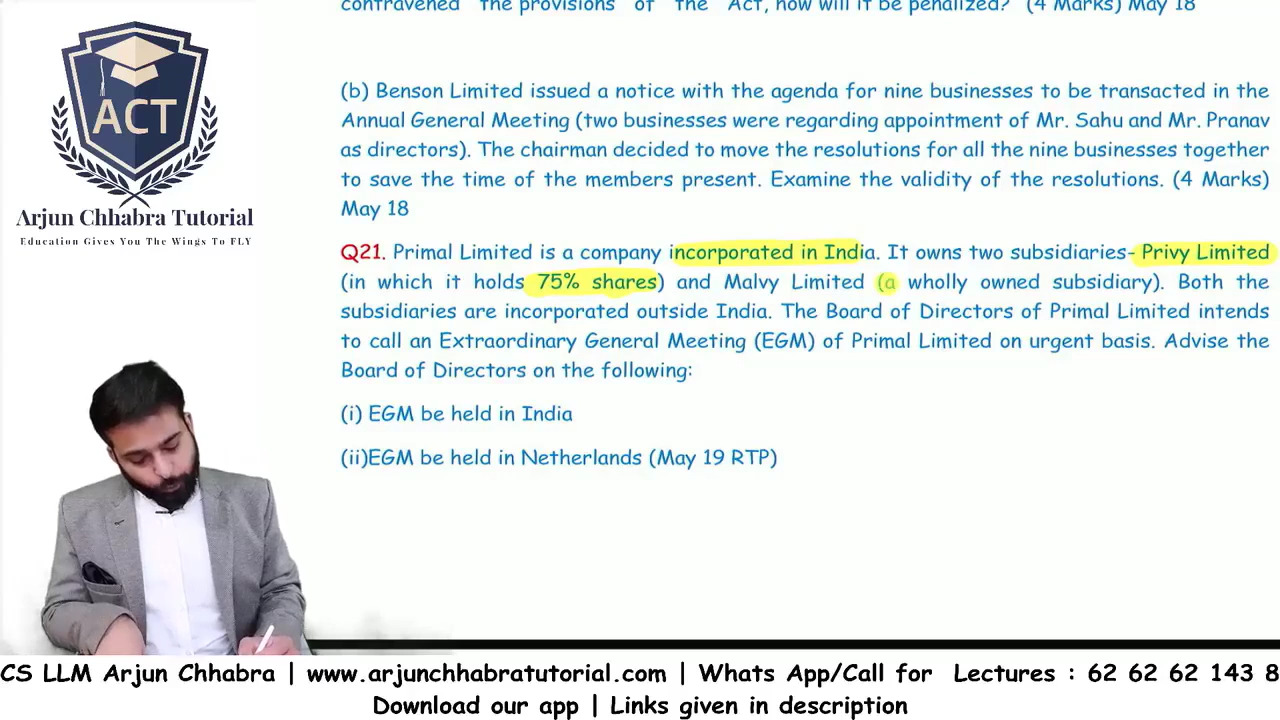 contravened the provisions of the Act, how will it be penalized? (4 Marks) May 18
ACT
Arjun Chhabra Tutorial
Education Gives You The Wings To FLY
(b) Benson Limited issued a notice with the agenda for nine businesses to be transacted in the
Annual General Meeting (two businesses were regarding appointment of Mr. Sahu and Mr. Pranav
as directors). The chairman decided to move the resolutions for all the nine businesses together
to save the time of the members present. Examine the validity of the resolutions. (4 Marks)
May 18
Q21. Primal Limited is a company incorporated in India. It owns two subsidiaries- Privy Limited
(in which it holds 75% shares) and Malvy Limited (a wholly owned subsidiary). Both the
subsidiaries are incorporated outside India. The Board of Directors of Primal Limited intends
to call an Extraordinary General Meeting (EGM) of Primal Limited on urgent basis. Advise the
Board of Directors on the following:
(i) EGM be held in India
(ii)EGM be held in Netherlands (May 19 RTP)
CS LLM Arjun Chhabra | www.arjunchhabratutorial.com | Whats App/Call for Lectures : 62 62 62 143 8
Download our app | Links given in description